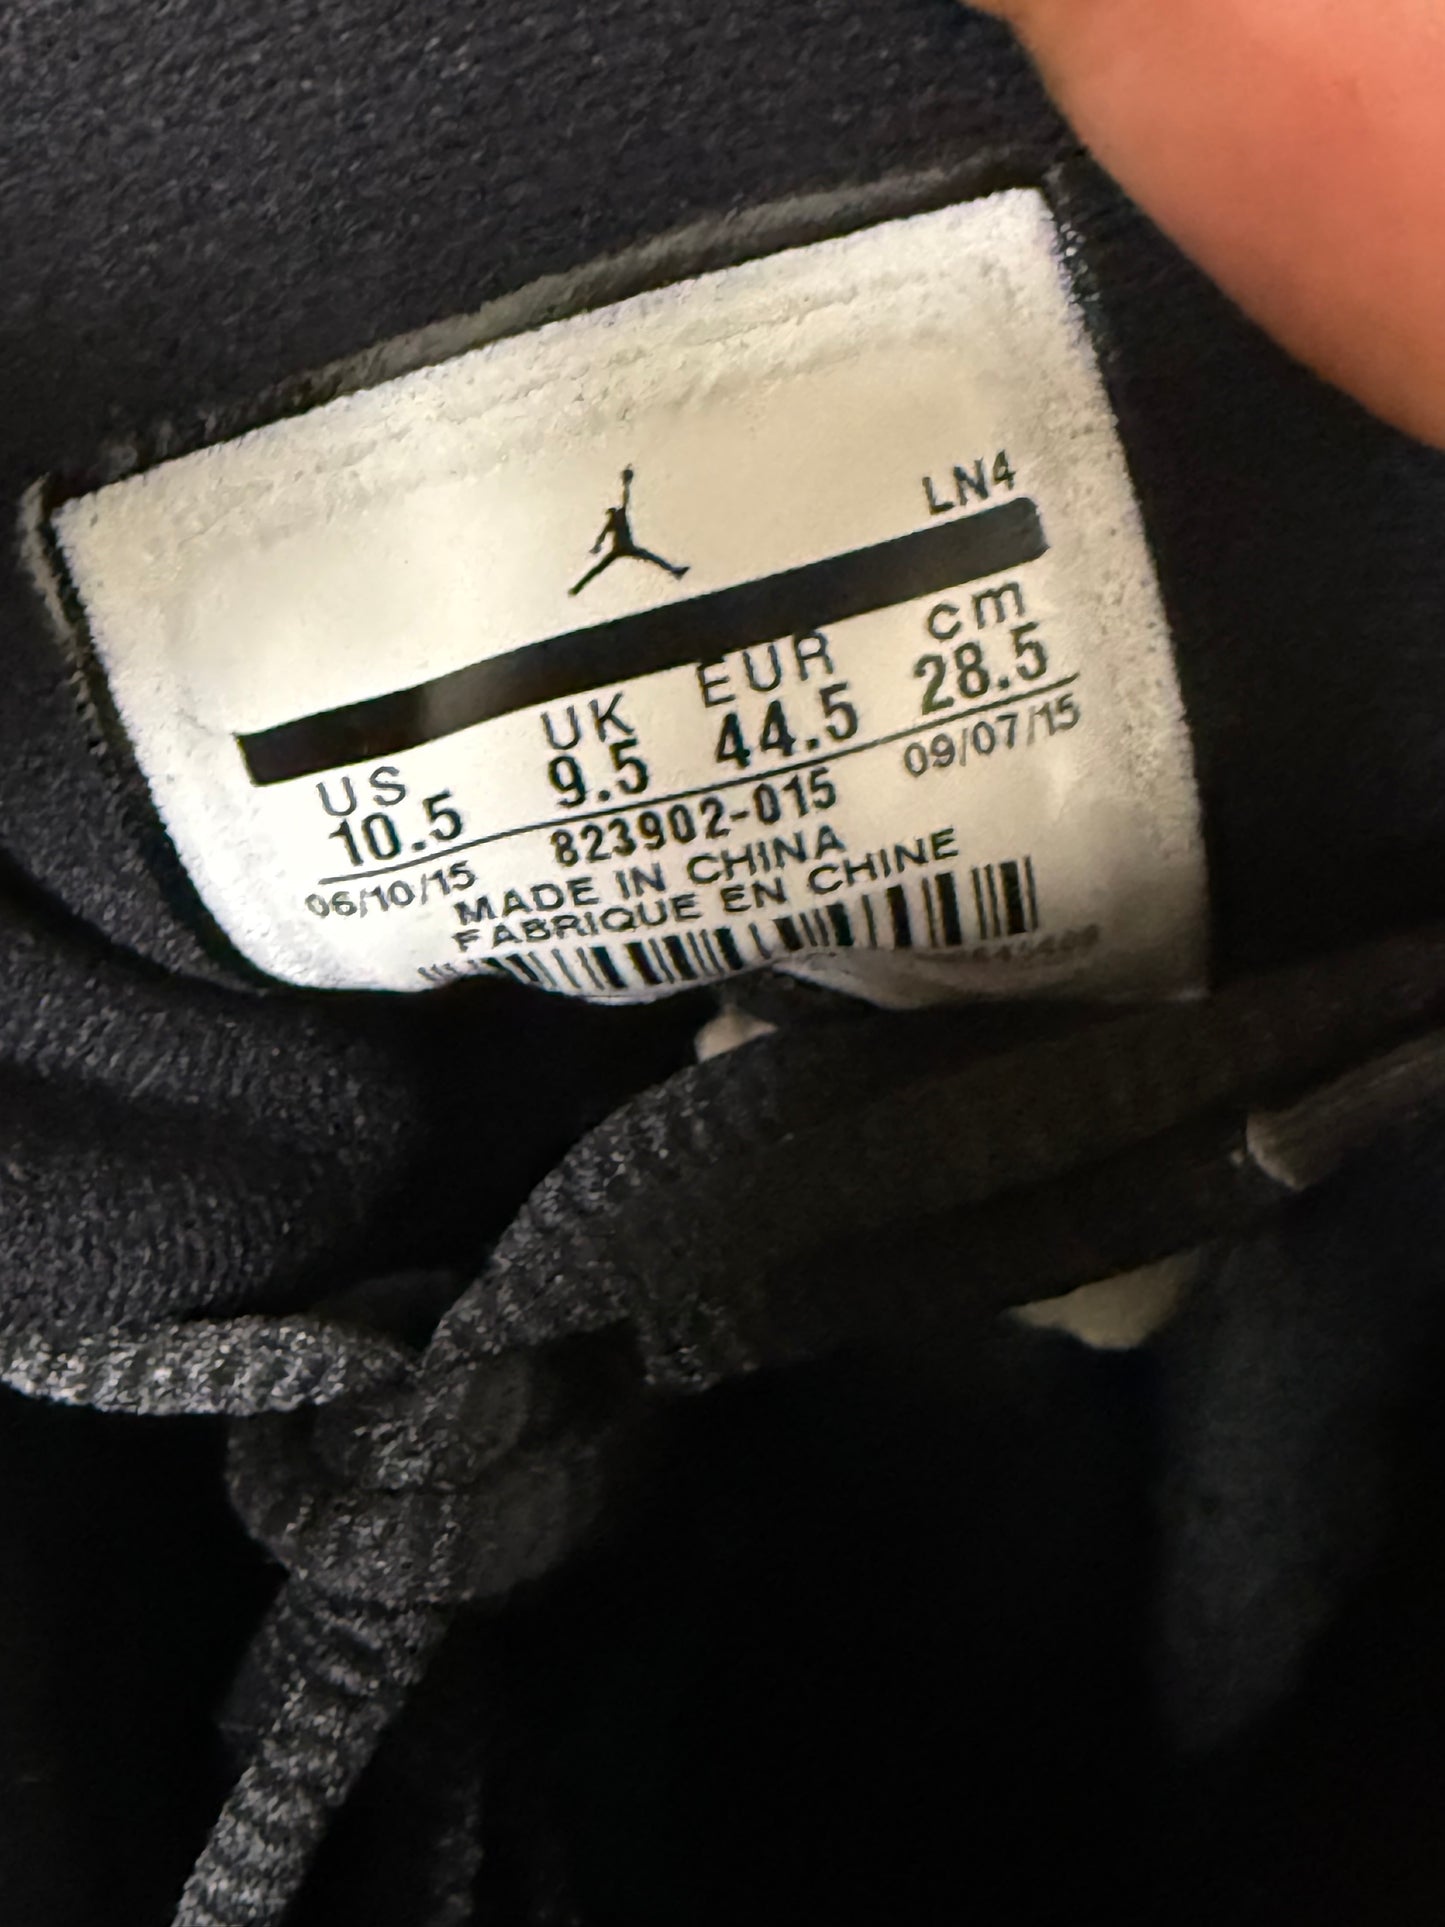 LN4
US UK EUR cm
10.5 9.5 44.5 28.5
06/10/15 823902-015 09/07/15
MADE IN CHINA
FABRIQUE EN CHINE